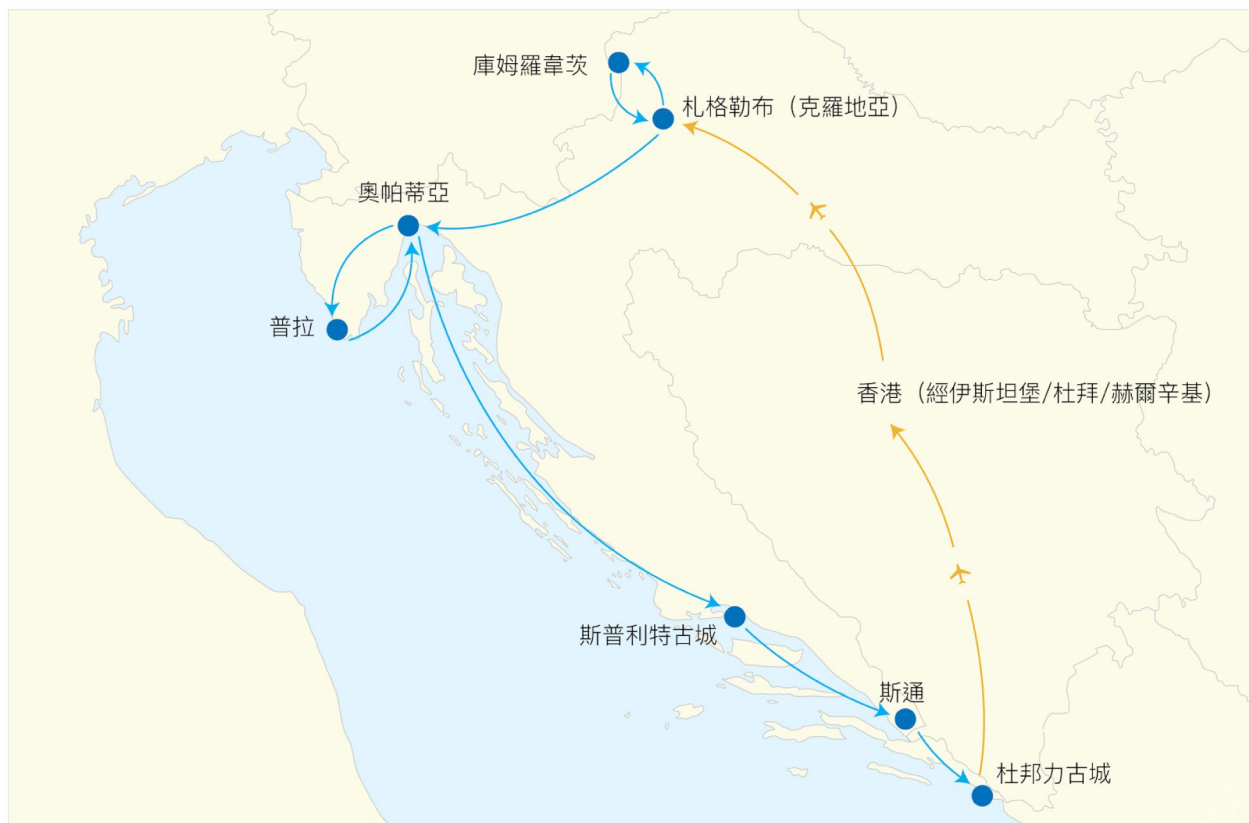 庫姆羅韋茨
札格勒布（克羅地亞）
奧帕蒂亞
普拉
香港（經伊斯坦堡/杜拜/赫爾辛基）
斯普利特古城
斯通
杜邦力古城